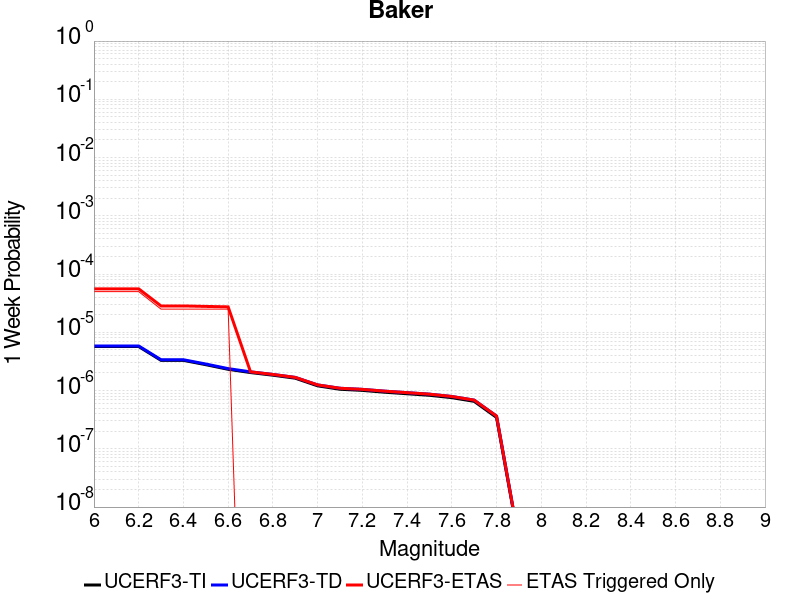 Baker
1 Week Probability
10^0
10^-1
10^-2
10^-3
10^-4
10^-5
10^-6
10^-7
10^-8
6 6.2 6.4 6.6 6.8 7 7.2 7.4 7.6 7.8 8 8.2 8.4 8.6 8.8 9
Magnitude
UCERF3-TI UCERF3-TD UCERF3-ETAS ETAS Triggered Only